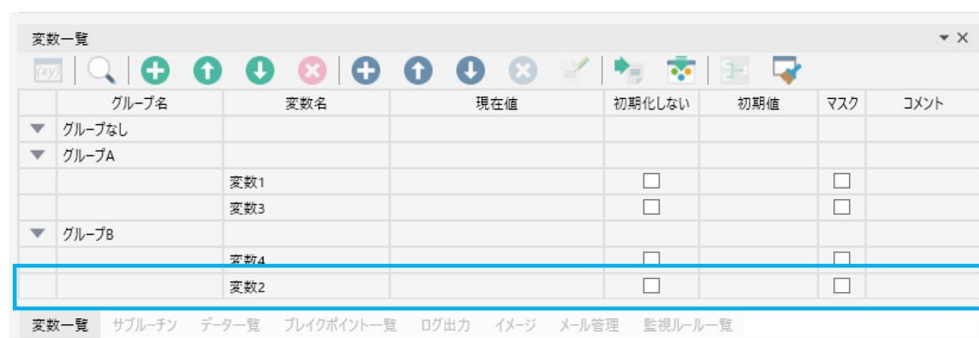 変数一覧
グループ名 変数名 現在値 初期化しない 初期値 マスク コメント
グループなし
グループA
変数1
変数3
グループB
変数4
変数2
変数一覧 サブルーチン データ一覧 ブレイクポイント一覧 ログ出力 イメージ メール管理 監視ルール一覧